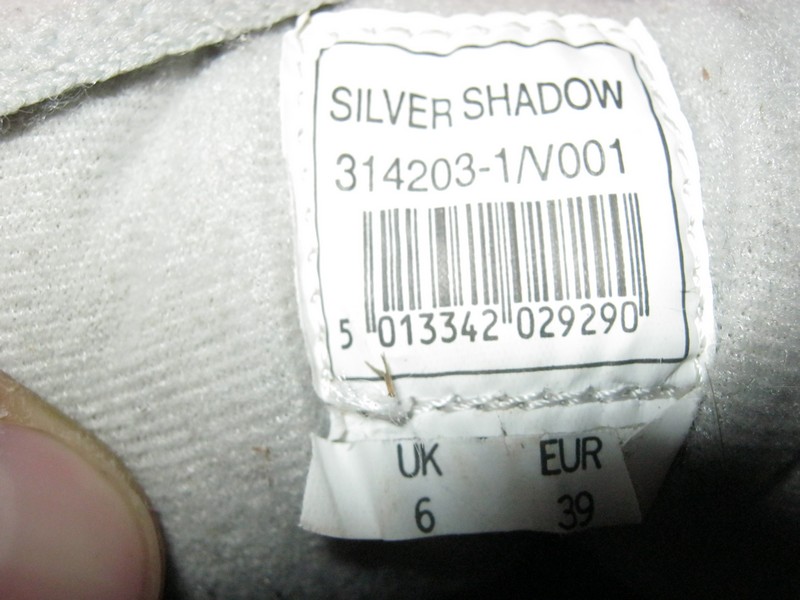 SILVER SHADOW
314203-1/V001
5 013342 029290
UK EUR
6 39